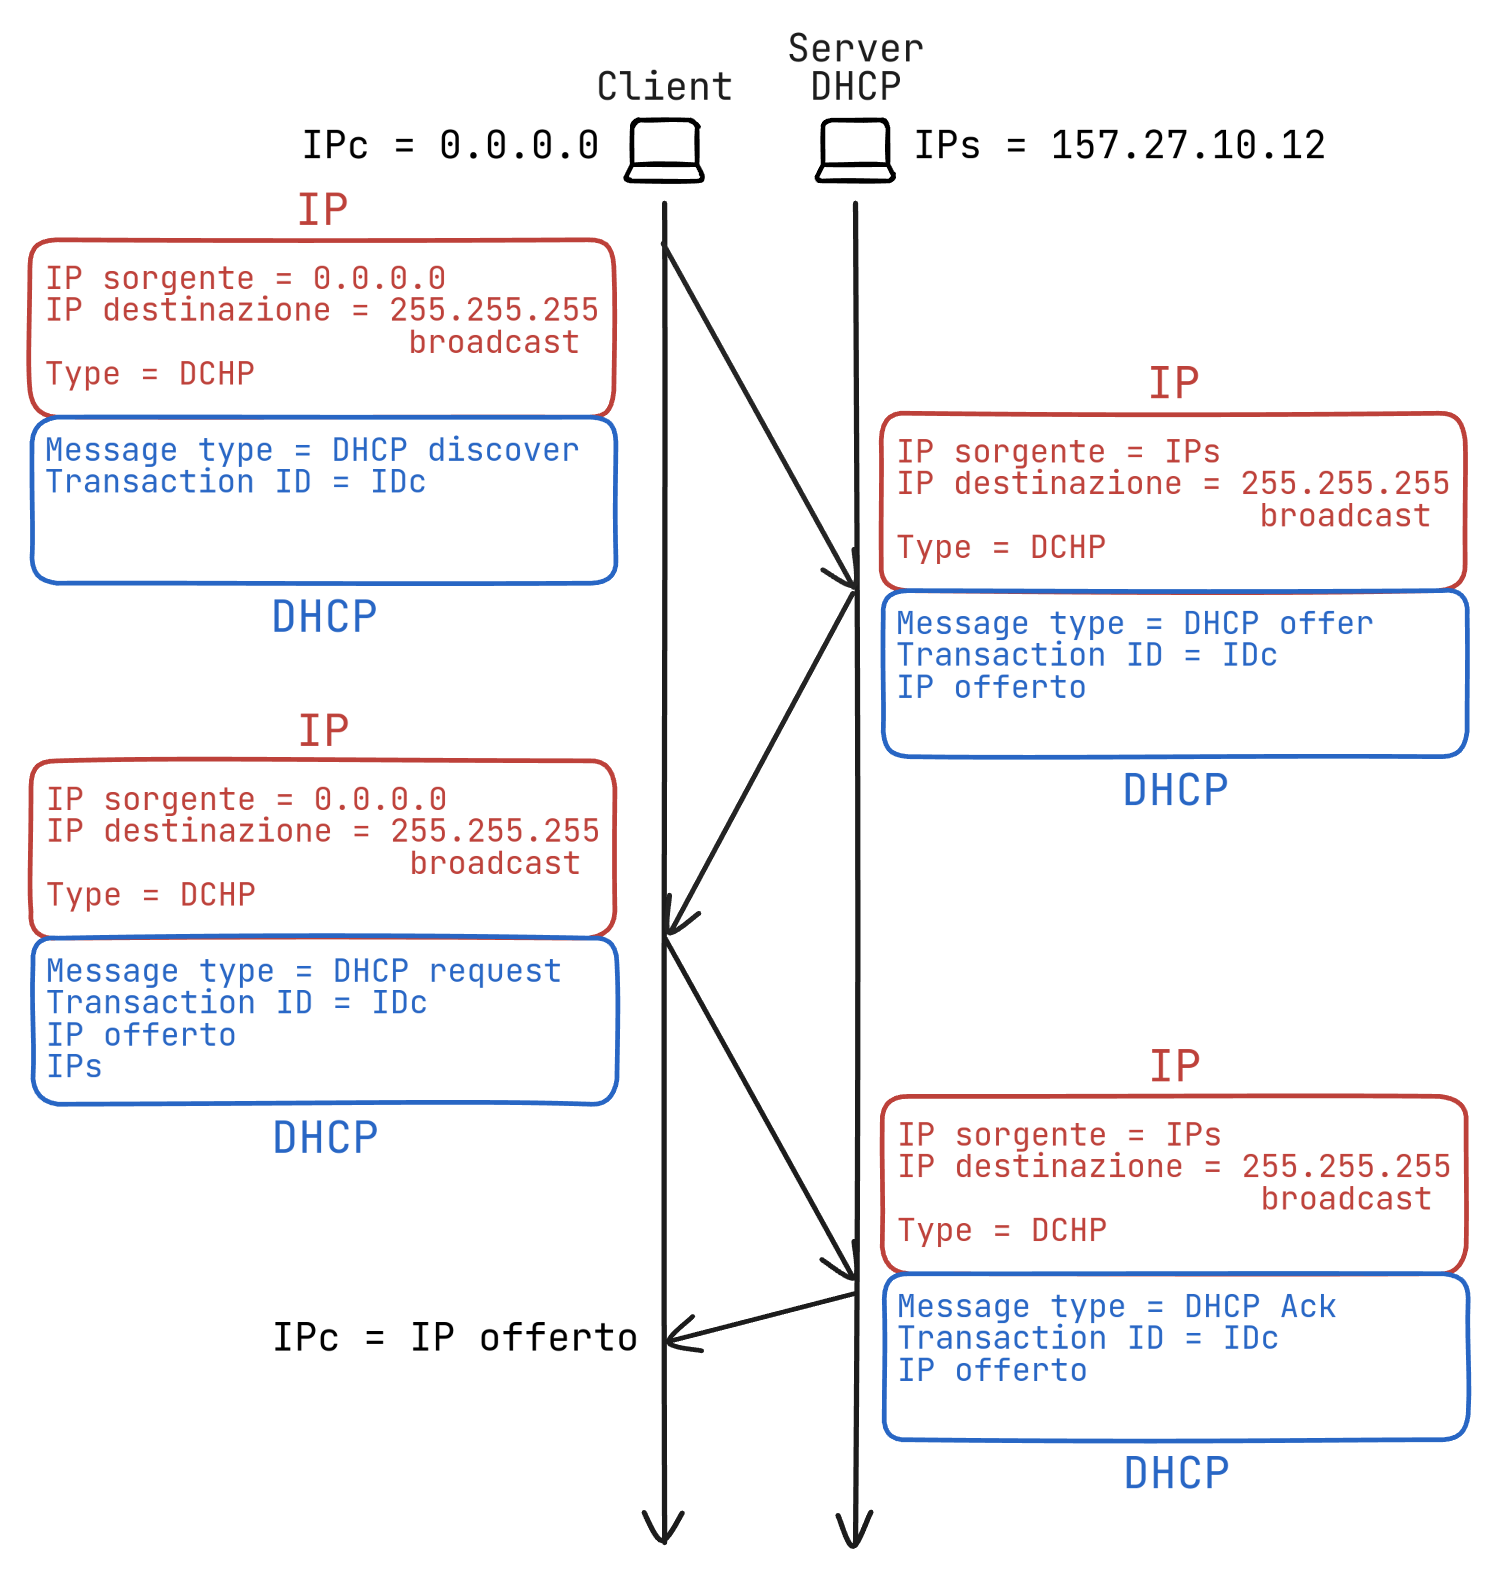 Client
Server
DHCP
IPc = 0.0.0.0
IPs = 157.27.10.12
IP
IP sorgente = 0.0.0.0
IP destinazione = 255.255.255
broadcast
Type = DCHP
Message type = DHCP discover
Transaction ID = IDc
DHCP
IP
IP sorgente = IPs
IP destinazione = 255.255.255
broadcast
Type = DCHP
Message type = DHCP offer
Transaction ID = IDc
IP offerto
DHCP
IP
IP sorgente = 0.0.0.0
IP destinazione = 255.255.255
broadcast
Type = DCHP
Message type = DHCP request
Transaction ID = IDc
IP offerto
IPs
DHCP
IP
IP sorgente = IPs
IP destinazione = 255.255.255
broadcast
Type = DCHP
Message type = DHCP Ack
Transaction ID = IDc
IP offerto
DHCP
IPc = IP offerto